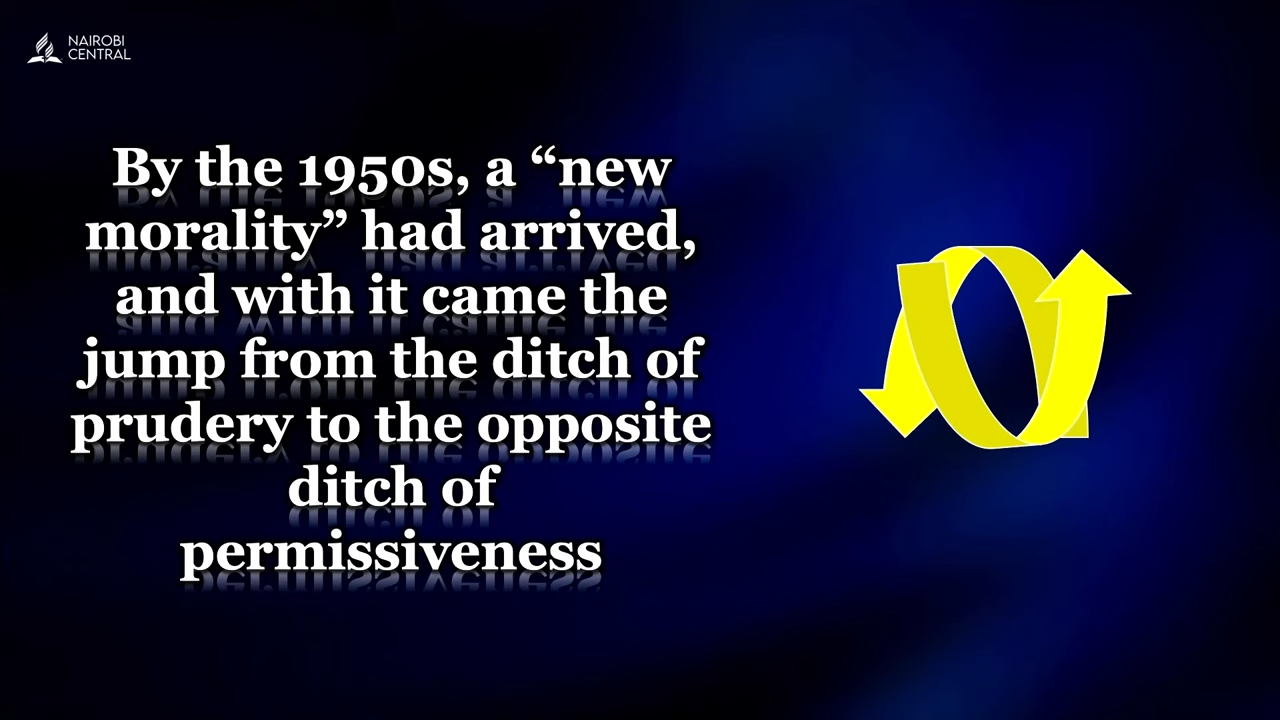 NAIROBI
CENTRAL
By the 1950s, a “new
morality” had arrived,
and with it came the
jump from the ditch of
prudery to the opposite
ditch of
permissiveness